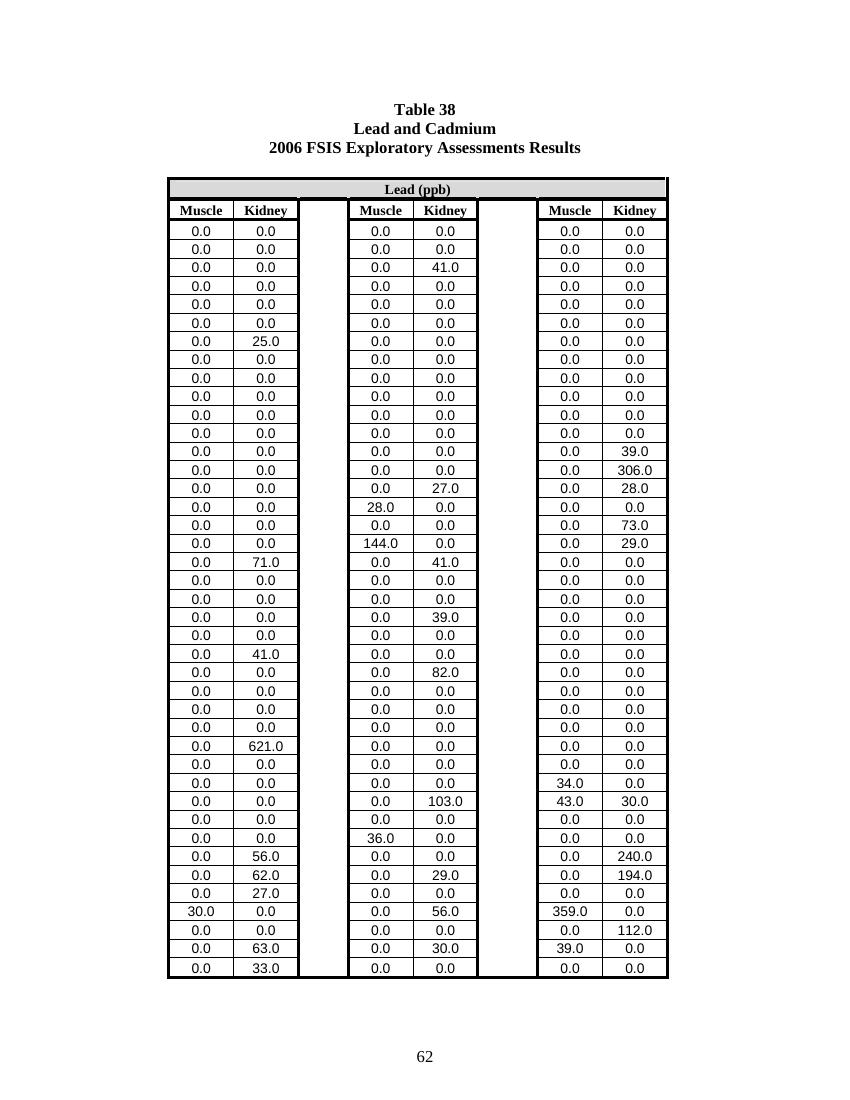 Table 38
Lead and Cadmium
2006 FSIS Exploratory Assessments Results
Lead (ppb)
Muscle Kidney Muscle Kidney Muscle Kidney
0.0 0.0 0.0 0.0 0.0 0.0
0.0 0.0 0.0 0.0 0.0 0.0
0.0 0.0 0.0 41.0 0.0 0.0
0.0 0.0 0.0 0.0 0.0 0.0
0.0 0.0 0.0 0.0 0.0 0.0
0.0 0.0 0.0 0.0 0.0 0.0
0.0 25.0 0.0 0.0 0.0 0.0
0.0 0.0 0.0 0.0 0.0 0.0
0.0 0.0 0.0 0.0 0.0 0.0
0.0 0.0 0.0 0.0 0.0 0.0
0.0 0.0 0.0 0.0 0.0 0.0
0.0 0.0 0.0 0.0 0.0 0.0
0.0 0.0 0.0 0.0 0.0 39.0
0.0 0.0 0.0 0.0 0.0 306.0
0.0 0.0 0.0 27.0 0.0 28.0
0.0 0.0 28.0 0.0 0.0 0.0
0.0 0.0 0.0 0.0 0.0 73.0
0.0 0.0 144.0 0.0 0.0 29.0
0.0 71.0 0.0 41.0 0.0 0.0
0.0 0.0 0.0 0.0 0.0 0.0
0.0 0.0 0.0 0.0 0.0 0.0
0.0 0.0 0.0 39.0 0.0 0.0
0.0 0.0 0.0 0.0 0.0 0.0
0.0 41.0 0.0 0.0 0.0 0.0
0.0 0.0 0.0 82.0 0.0 0.0
0.0 0.0 0.0 0.0 0.0 0.0
0.0 0.0 0.0 0.0 0.0 0.0
0.0 0.0 0.0 0.0 0.0 0.0
0.0 621.0 0.0 0.0 0.0 0.0
0.0 0.0 0.0 0.0 0.0 0.0
0.0 0.0 0.0 0.0 34.0 0.0
0.0 0.0 0.0 103.0 43.0 30.0
0.0 0.0 0.0 0.0 0.0 0.0
0.0 0.0 36.0 0.0 0.0 0.0
0.0 56.0 0.0 0.0 0.0 240.0
0.0 62.0 0.0 29.0 0.0 194.0
0.0 27.0 0.0 0.0 0.0 0.0
30.0 0.0 0.0 56.0 359.0 0.0
0.0 0.0 0.0 0.0 0.0 112.0
0.0 63.0 0.0 30.0 39.0 0.0
0.0 33.0 0.0 0.0 0.0 0.0
62